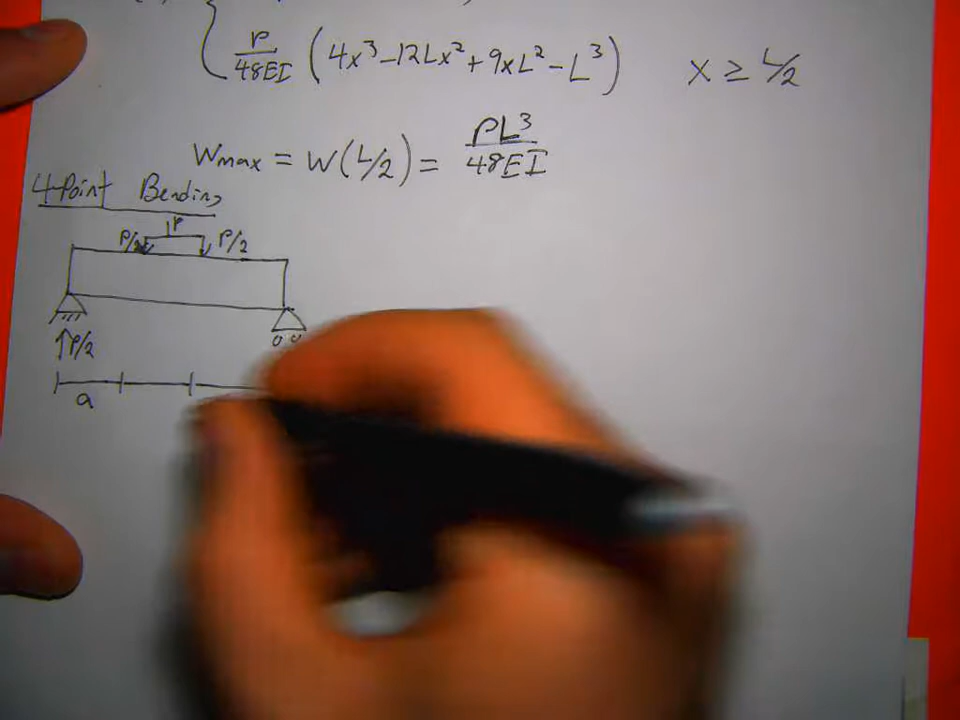 P/48EI (4x³-12Lx²+9xL²-L³) x ≥ L/2
Wmax = W(L/2) = PL³/48EI
4-Point Bending
P
P/2 P/2
↑P/2
a